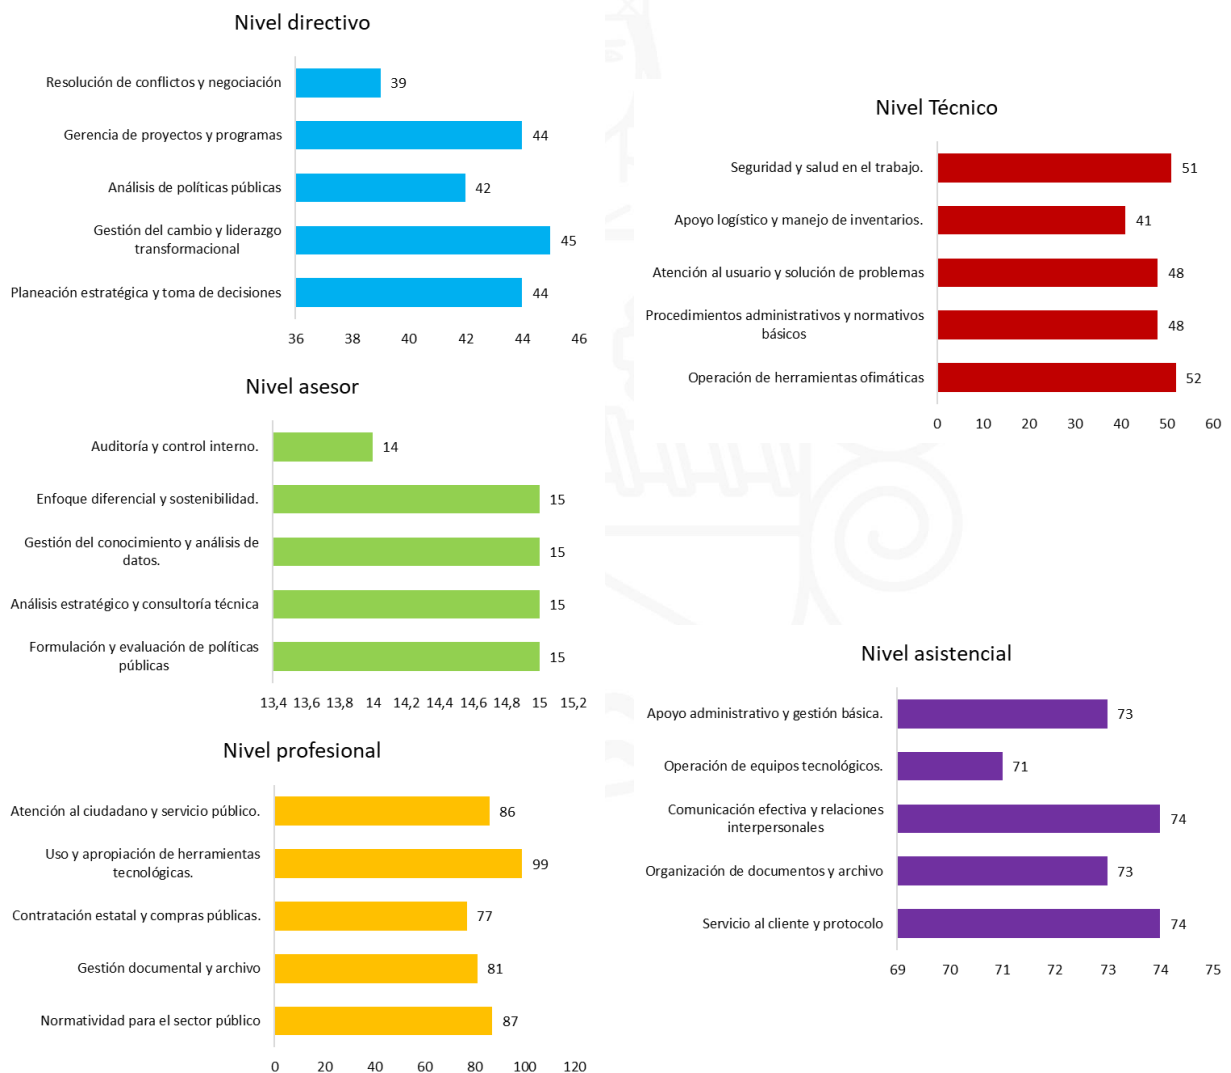 Nivel directivo
Resolución de conflictos y negociación
39
Gerencia de proyectos y programas
44
Análisis de políticas públicas
42
Gestión del cambio y liderazgo
transformacional
45
Planeación estratégica y toma de decisiones
44
36 38 40 42 44 46
Nivel asesor
Auditoría y control interno.
14
Enfoque diferencial y sostenibilidad.
15
Gestión del conocimiento y análisis de
datos.
15
Análisis estratégico y consultoría técnica
15
Formulación y evaluación de políticas
públicas
15
13,4 13,6 13,8 14 14,2 14,4 14,6 14,8 15 15,2
Nivel profesional
Atención al ciudadano y servicio público.
86
Uso y apropiación de herramientas
tecnológicas.
99
Contratación estatal y compras públicas.
77
Gestión documental y archivo
81
Normatividad para el sector público
87
0 20 40 60 80 100 120
Nivel Técnico
Seguridad y salud en el trabajo.
51
Apoyo logístico y manejo de inventarios.
41
Atención al usuario y solución de problemas
48
Procedimientos administrativos y normativos
básicos
48
Operación de herramientas ofimáticas
52
0 10 20 30 40 50 60
Nivel asistencial
Apoyo administrativo y gestión básica.
73
Operación de equipos tecnológicos.
71
Comunicación efectiva y relaciones
interpersonales
74
Organización de documentos y archivo
73
Servicio al cliente y protocolo
74
69 70 71 72 73 74 75